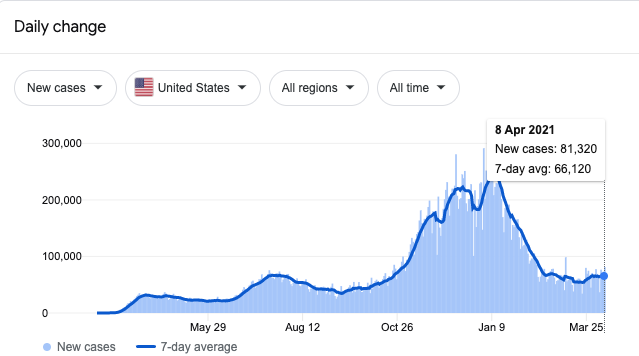 Daily change
New cases
United States
All regions
All time
8 Apr 2021
New cases: 81,320
7-day avg: 66,120
300,000
200,000
100,000
0
May 29
Aug 12
Oct 26
Jan 9
Mar 25
New cases
7-day average